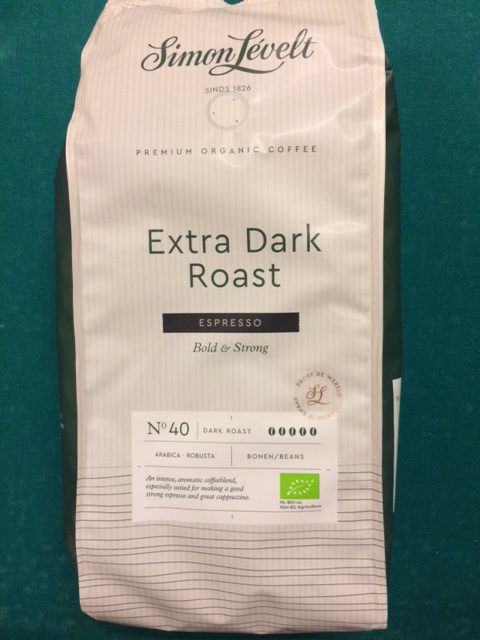 Simon Lévelt
SINDS 1826
PREMIUM ORGANIC COFFEE
Extra Dark
Roast
ESPRESSO
Bold & Strong
PROEF DE WERELD
SL
Nº 40 DARK ROAST
ARABICA - ROBUSTA BONEN/BEANS
An intense, aromatic coffeeblend,
especially suited for making a good
strong espresso and great cappuccino.
NL-BIO-01
Non-EU Agriculture